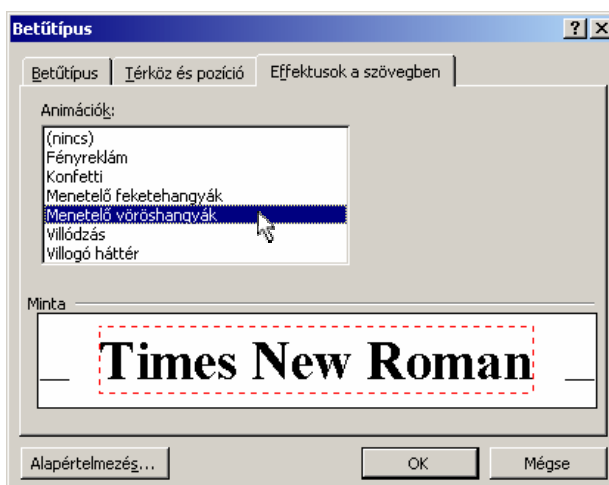 Betűtípus
Betűtípus Térköz és pozíció Effektusok a szövegben
Animációk:
(nincs)
Fényreklám
Konfetti
Menetelő feketehangyák
Menetelő vöröshangyák
Villódzás
Villogó háttér
Minta
Times New Roman
Alapértelmezés... OK Mégse